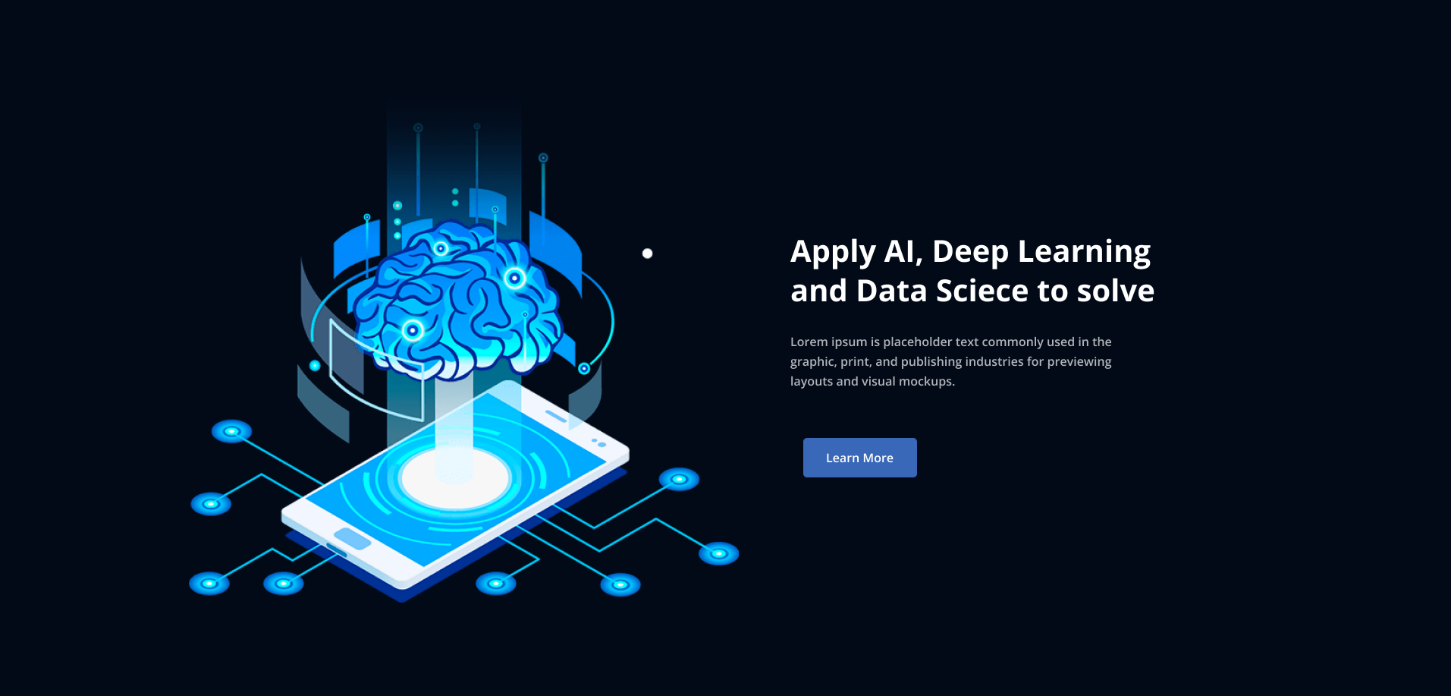 Apply AI, Deep Learning
and Data Sciece to solve
Lorem ipsum is placeholder text commonly used in the
graphic, print, and publishing industries for previewing
layouts and visual mockups.
Learn More